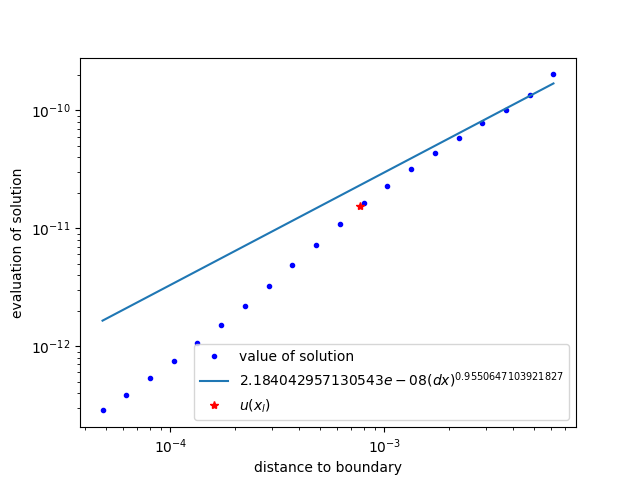 10⁻¹⁰
10⁻¹¹
10⁻¹²
evaluation of solution
value of solution
2.184042957130543e − 08(dx)^0.9550647103921827
u(x_l)
10⁻⁴
10⁻³
distance to boundary